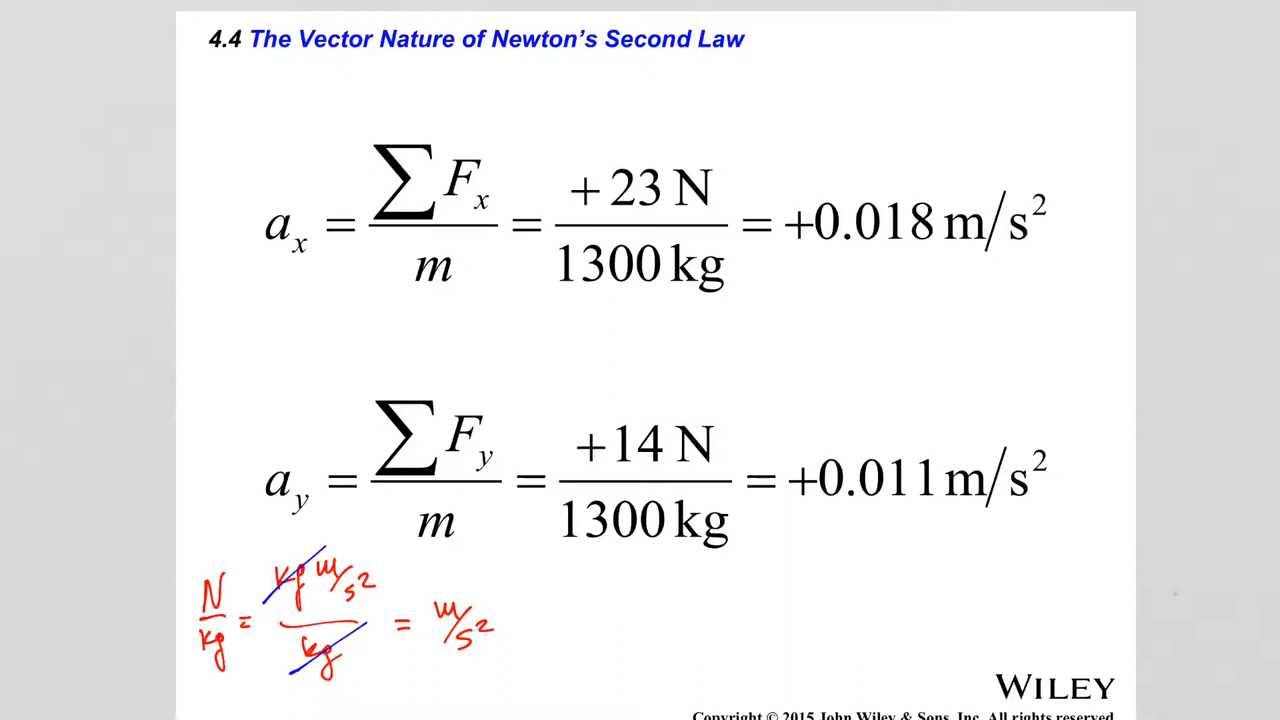 4.4 The Vector Nature of Newton's Second Law
a_x = ∑F_x / m = +23 N / 1300 kg = +0.018 m/s²
a_y = ∑F_y / m = +14 N / 1300 kg = +0.011 m/s²
N/kg = kg m/s² / kg = m/s²
WILEY
Copyright © 2015 John Wiley & Sons, Inc. All rights reserved